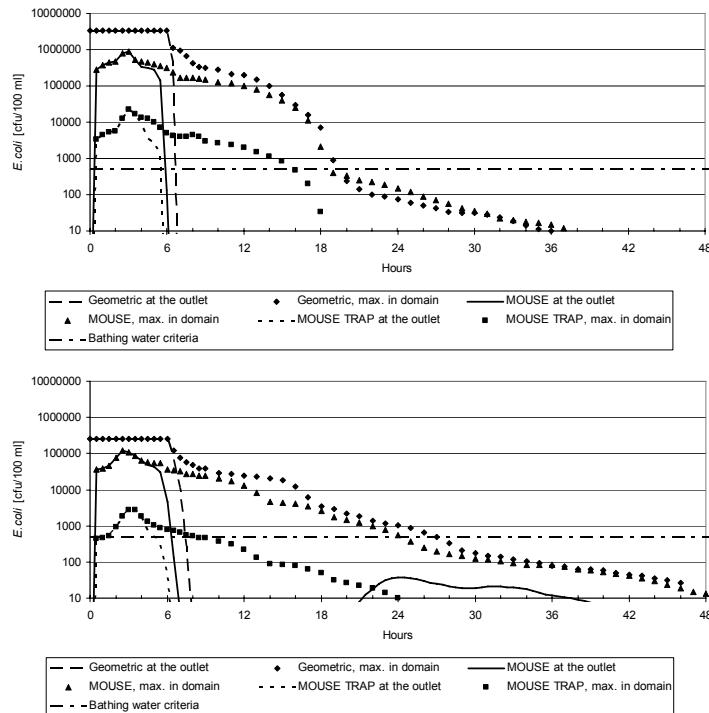 10000000
1000000
100000
10000
1000
100
10
E.coli [cfu/100 ml]
0 6 12 18 24 30 36 42 48
Hours
Geometric at the outlet Geometric, max. in domain MOUSE at the outlet
MOUSE, max. in domain MOUSE TRAP at the outlet MOUSE TRAP, max. in domain
Bathing water criteria
10000000
1000000
100000
10000
1000
100
10
E.coli [cfu/100 ml]
0 6 12 18 24 30 36 42 48
Hours
Geometric at the outlet Geometric, max. in domain MOUSE at the outlet
MOUSE, max. in domain MOUSE TRAP at the outlet MOUSE TRAP, max. in domain
Bathing water criteria